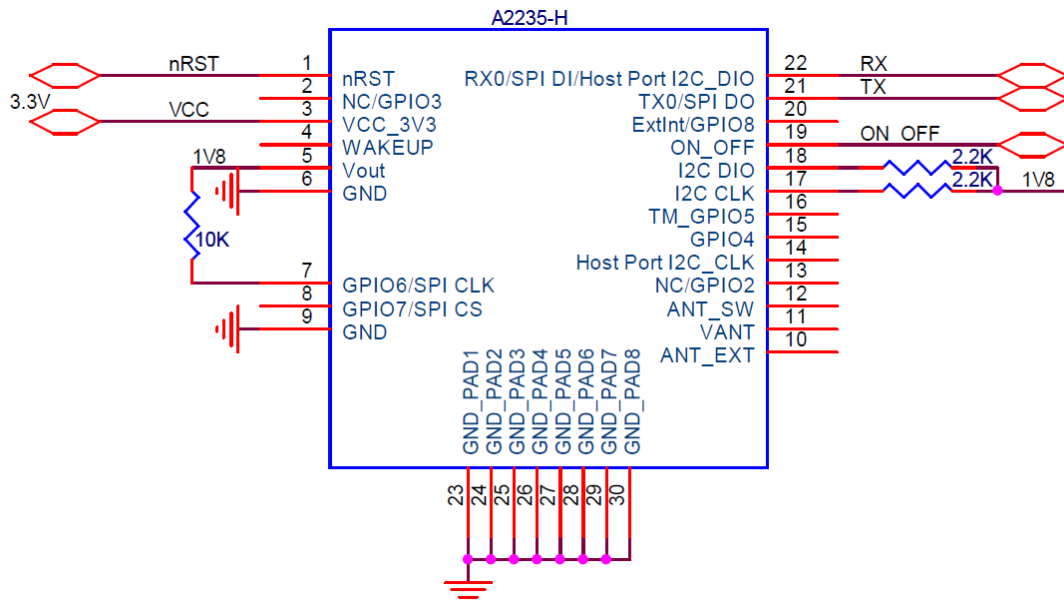 A2235-H
nRST
3.3V
VCC
1V8
10K
1
2
3
4
5
6
7
8
9
nRST
NC/GPIO3
VCC_3V3
WAKEUP
Vout
GND
GPIO6/SPI CLK
GPIO7/SPI CS
GND
RX0/SPI DI/Host Port I2C_DIO
TX0/SPI DO
ExtInt/GPIO8
ON_OFF
I2C DIO
I2C CLK
TM_GPIO5
GPIO4
Host Port I2C_CLK
NC/GPIO2
ANT_SW
VANT
ANT_EXT
22
21
20
19
18
17
16
15
14
13
12
11
10
RX
TX
ON_OFF
2.2K
2.2K
1V8
GND_PAD1
GND_PAD2
GND_PAD3
GND_PAD4
GND_PAD5
GND_PAD6
GND_PAD7
GND_PAD8
23
24
25
26
27
28
29
30